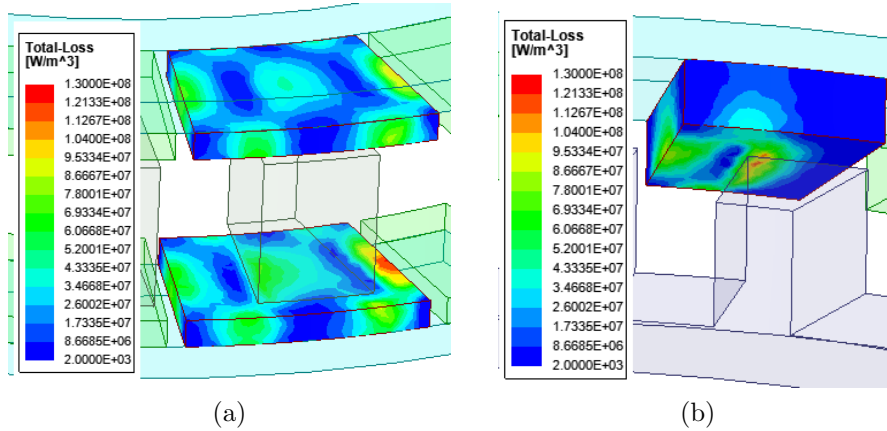 Total-Loss
[W/m^3]
1.3000E+08
1.2133E+08
1.1267E+08
1.0400E+08
9.5334E+07
8.6667E+07
7.8001E+07
6.9334E+07
6.0668E+07
5.2001E+07
4.3335E+07
3.4668E+07
2.6002E+07
1.7335E+07
8.6685E+06
2.0000E+03
(a)
Total-Loss
[W/m^3]
1.3000E+08
1.2133E+08
1.1267E+08
1.0400E+08
9.5334E+07
8.6667E+07
7.8001E+07
6.9334E+07
6.0668E+07
5.2001E+07
4.3335E+07
3.4668E+07
2.6002E+07
1.7335E+07
8.6685E+06
2.0000E+03
(b)